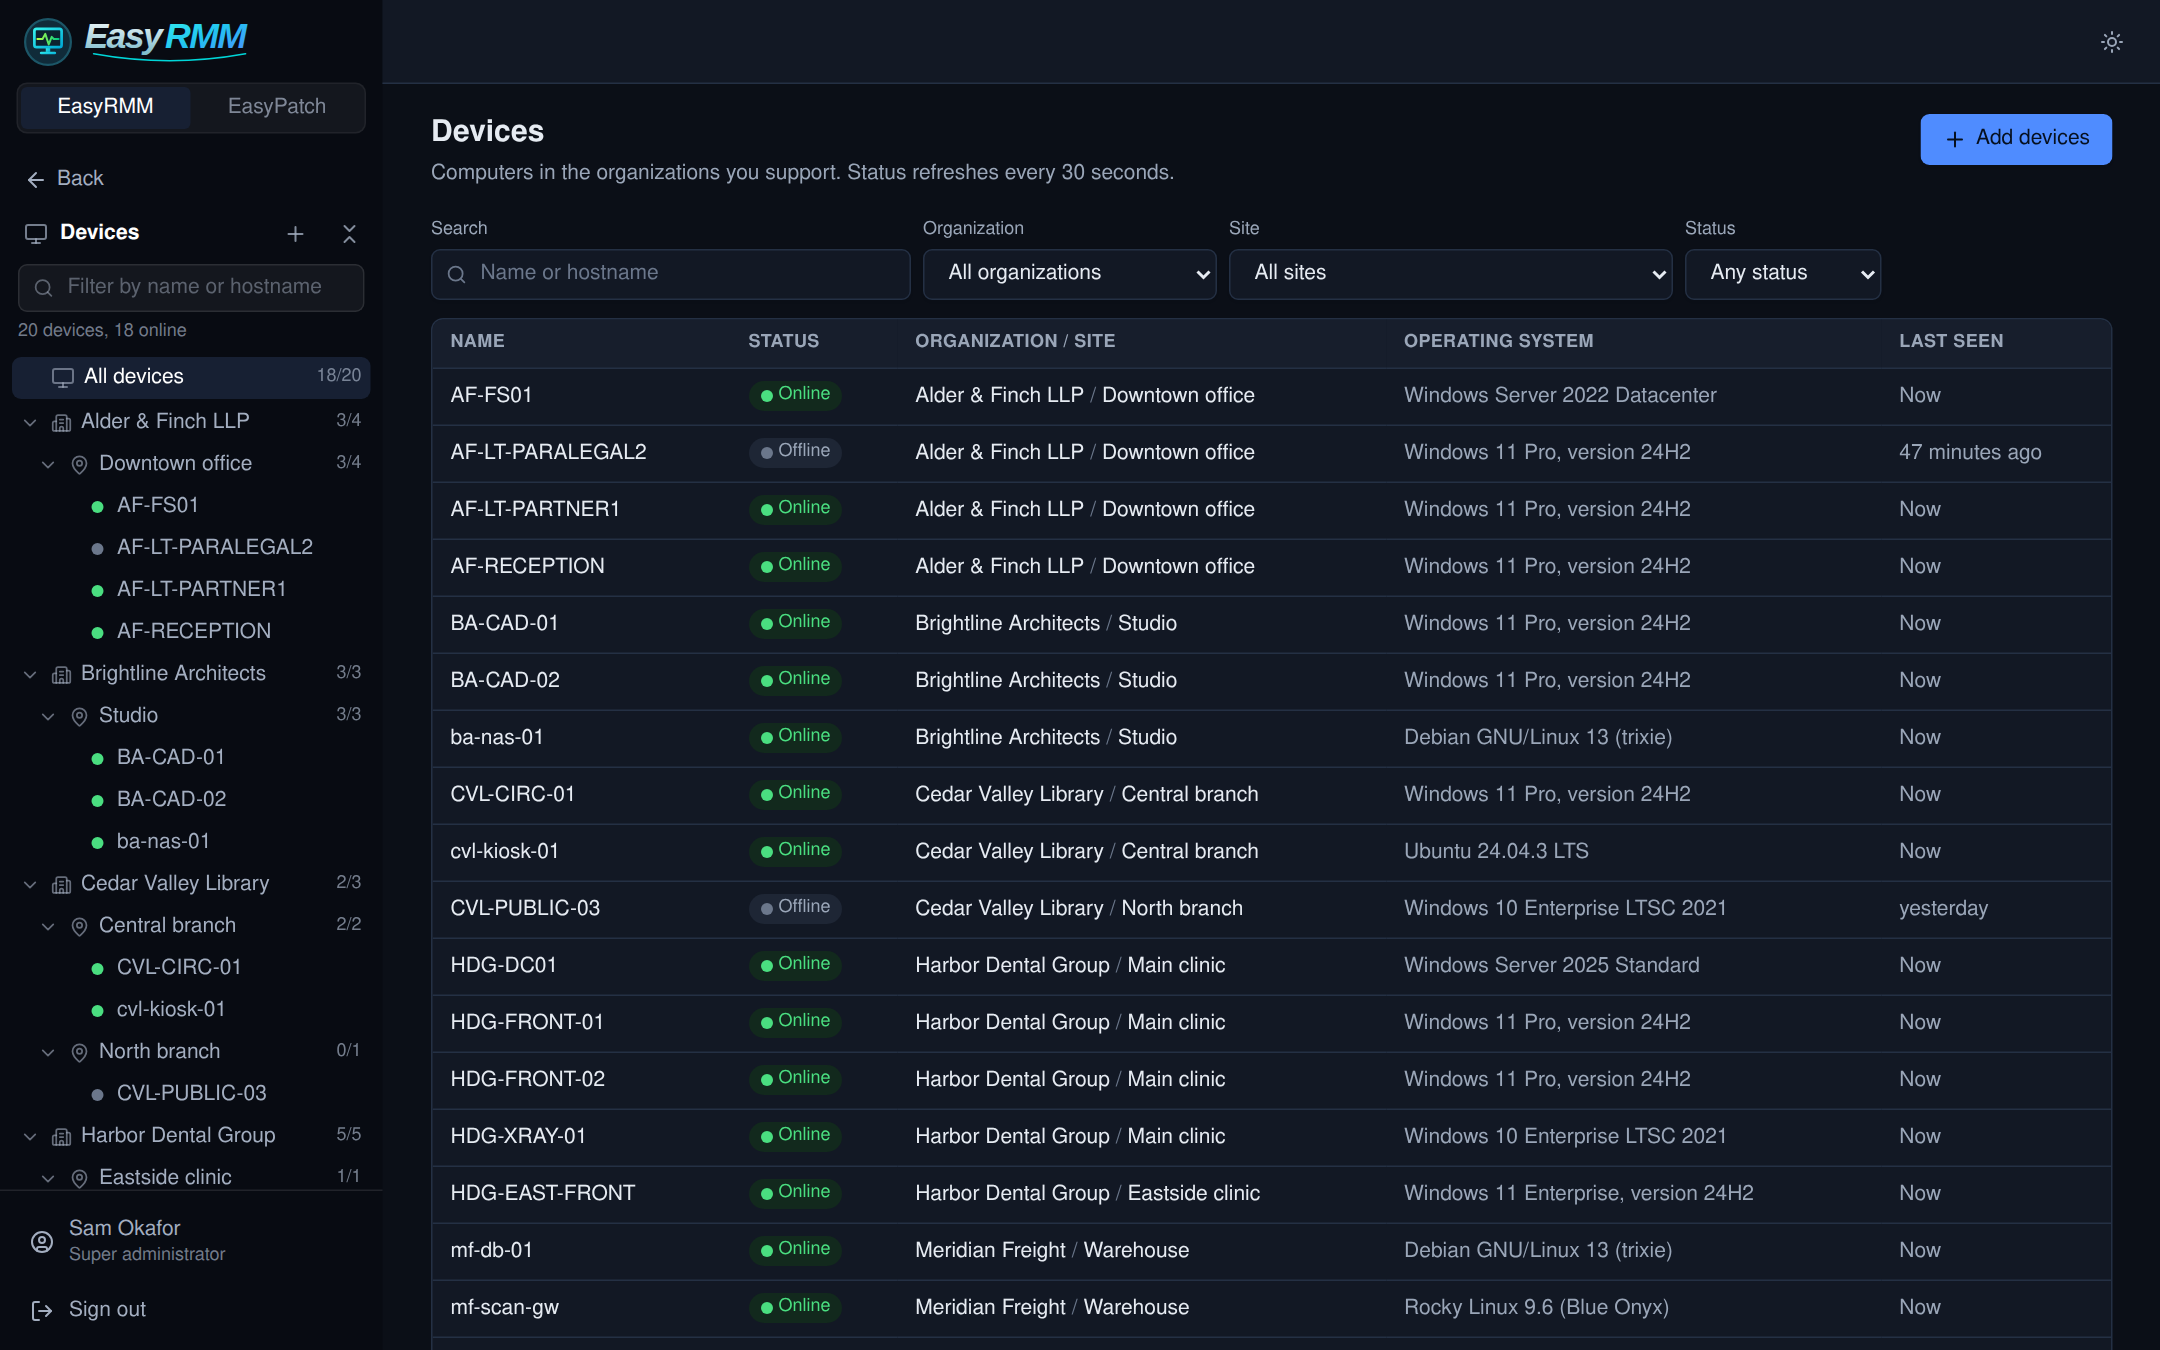 EasyRMM
EasyRMM EasyPatch
Back
Devices
Filter by name or hostname
20 devices, 18 online
All devices 18/20
Alder & Finch LLP 3/4
Downtown office 3/4
AF-FS01
AF-LT-PARALEGAL2
AF-LT-PARTNER1
AF-RECEPTION
Brightline Architects 3/3
Studio 3/3
BA-CAD-01
BA-CAD-02
ba-nas-01
Cedar Valley Library 2/3
Central branch 2/2
CVL-CIRC-01
cvl-kiosk-01
North branch 0/1
CVL-PUBLIC-03
Harbor Dental Group 5/5
Eastside clinic 1/1
Sam Okafor
Super administrator
Sign out
Devices
Computers in the organizations you support. Status refreshes every 30 seconds.
Add devices
Search Organization Site Status
Name or hostname All organizations All sites Any status
NAME STATUS ORGANIZATION / SITE OPERATING SYSTEM LAST SEEN
AF-FS01 Online Alder & Finch LLP / Downtown office Windows Server 2022 Datacenter Now
AF-LT-PARALEGAL2 Offline Alder & Finch LLP / Downtown office Windows 11 Pro, version 24H2 47 minutes ago
AF-LT-PARTNER1 Online Alder & Finch LLP / Downtown office Windows 11 Pro, version 24H2 Now
AF-RECEPTION Online Alder & Finch LLP / Downtown office Windows 11 Pro, version 24H2 Now
BA-CAD-01 Online Brightline Architects / Studio Windows 11 Pro, version 24H2 Now
BA-CAD-02 Online Brightline Architects / Studio Windows 11 Pro, version 24H2 Now
ba-nas-01 Online Brightline Architects / Studio Debian GNU/Linux 13 (trixie) Now
CVL-CIRC-01 Online Cedar Valley Library / Central branch Windows 11 Pro, version 24H2 Now
cvl-kiosk-01 Online Cedar Valley Library / Central branch Ubuntu 24.04.3 LTS Now
CVL-PUBLIC-03 Offline Cedar Valley Library / North branch Windows 10 Enterprise LTSC 2021 yesterday
HDG-DC01 Online Harbor Dental Group / Main clinic Windows Server 2025 Standard Now
HDG-FRONT-01 Online Harbor Dental Group / Main clinic Windows 11 Pro, version 24H2 Now
HDG-FRONT-02 Online Harbor Dental Group / Main clinic Windows 11 Pro, version 24H2 Now
HDG-XRAY-01 Online Harbor Dental Group / Main clinic Windows 10 Enterprise LTSC 2021 Now
HDG-EAST-FRONT Online Harbor Dental Group / Eastside clinic Windows 11 Enterprise, version 24H2 Now
mf-db-01 Online Meridian Freight / Warehouse Debian GNU/Linux 13 (trixie) Now
mf-scan-gw Online Meridian Freight / Warehouse Rocky Linux 9.6 (Blue Onyx) Now